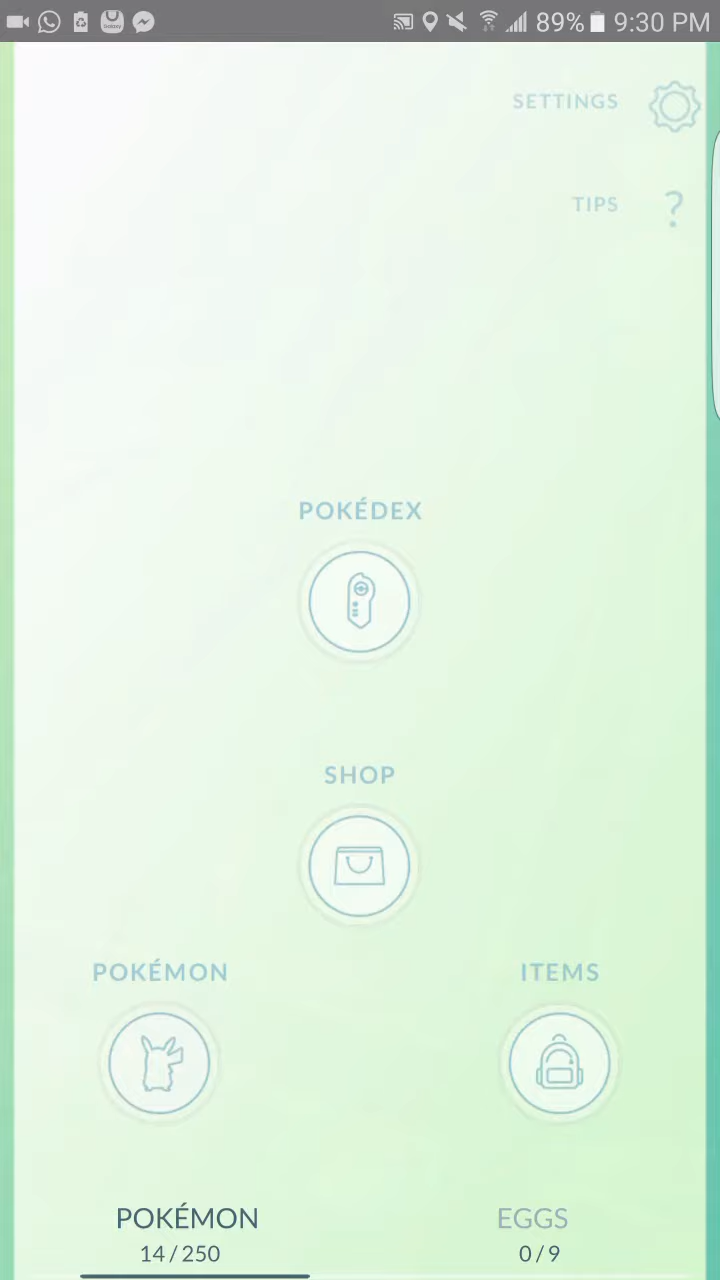 89% 9:30 PM
SETTINGS
TIPS
?
POKÉDEX
SHOP
POKÉMON
ITEMS
POKÉMON
EGGS
14/250
0/9